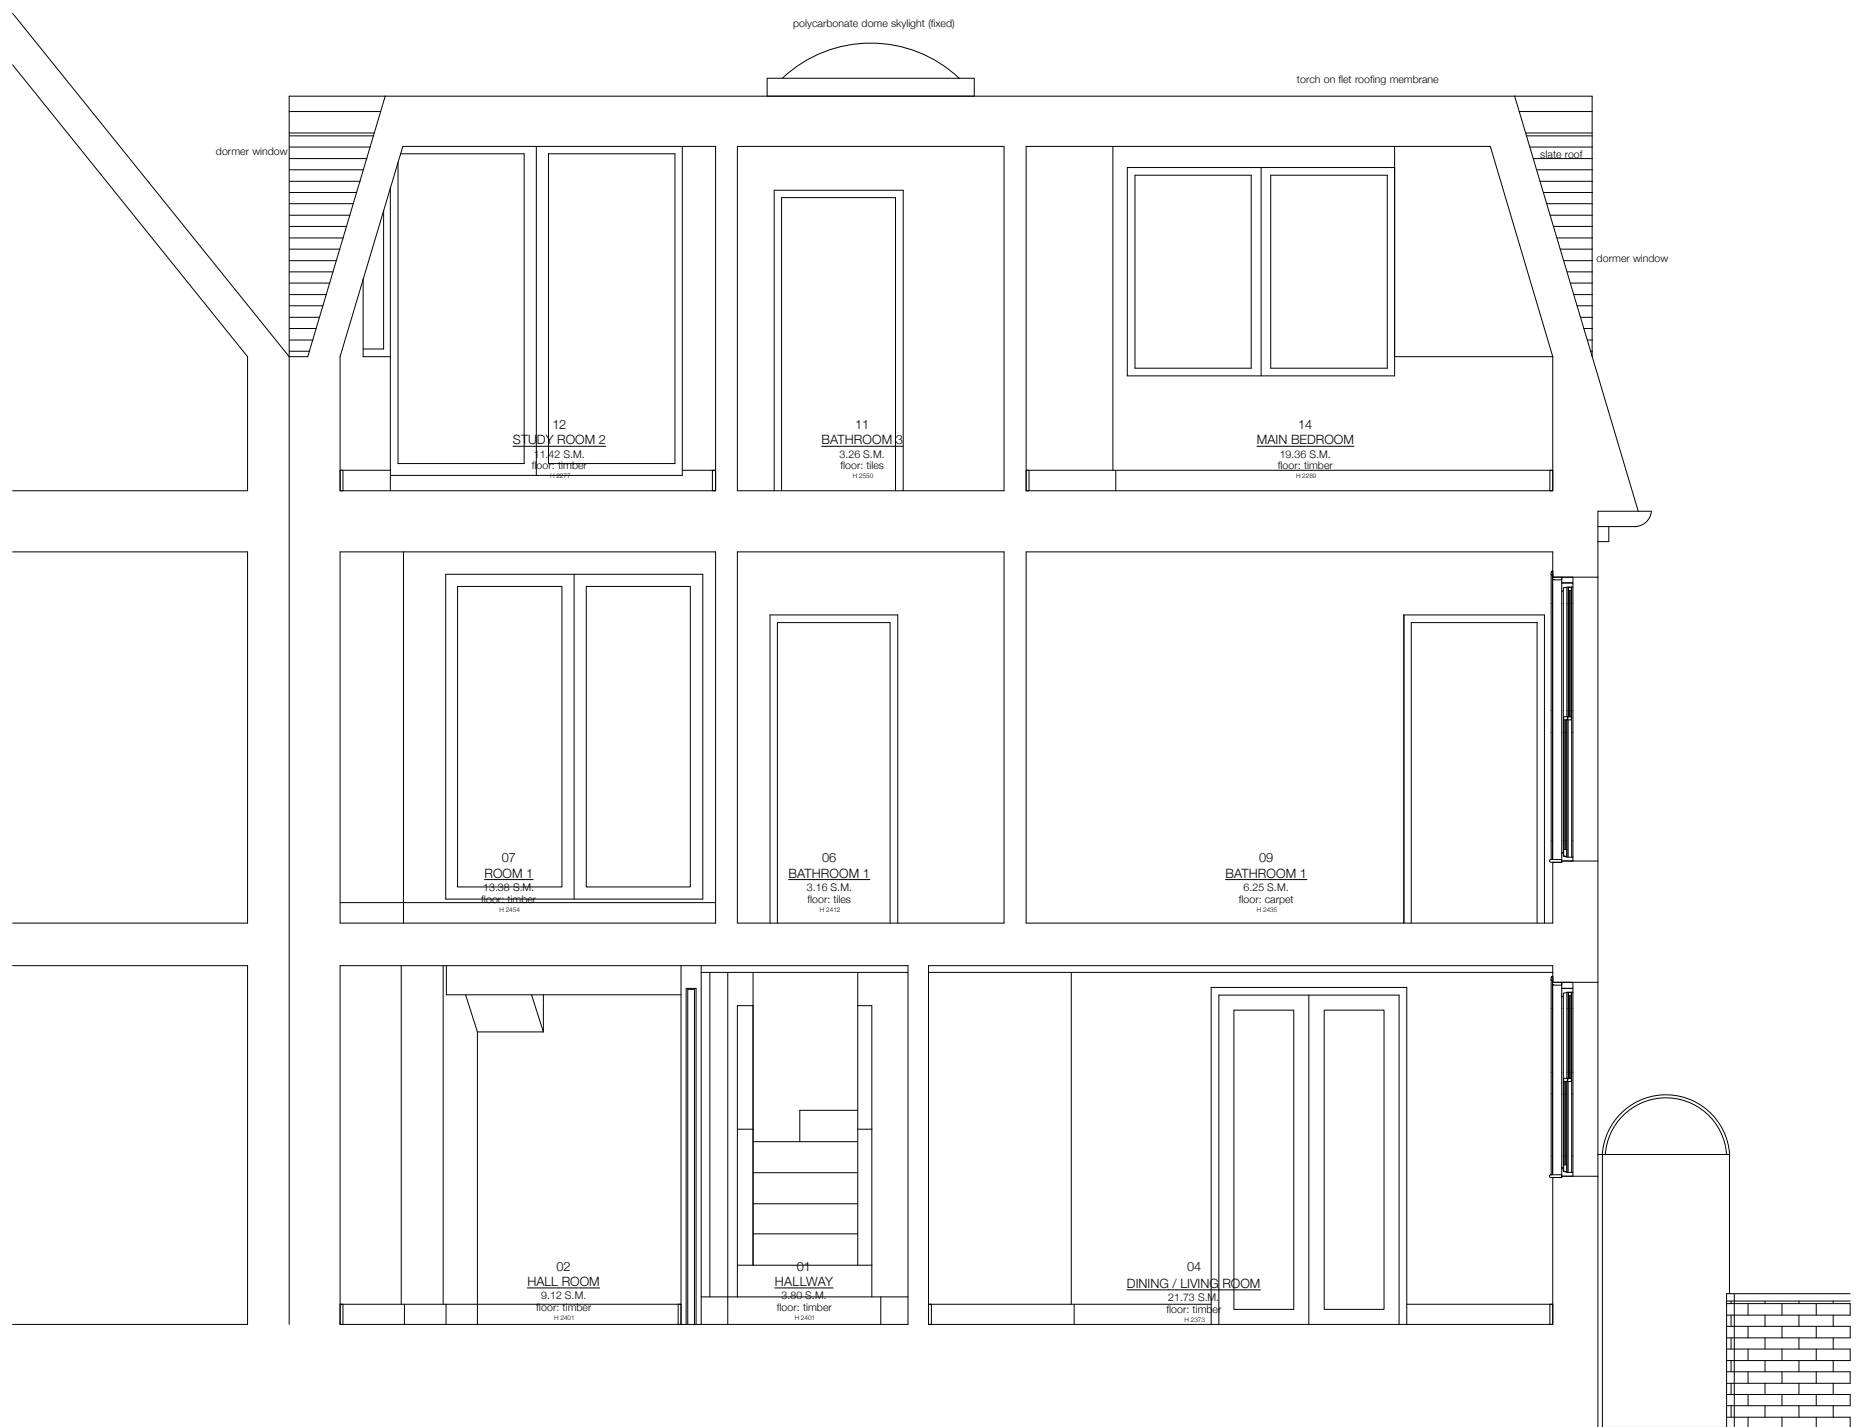 polycarbonate dome skylight (fixed)
torch on flet roofing membrane
dormer window
slate roof
dormer window
12
STUDY ROOM 2
11.42 S.M.
floor: timber
H 2277
11
BATHROOM 3
3.26 S.M.
floor: tiles
H 2550
14
MAIN BEDROOM
19.36 S.M.
floor: timber
H 2289
07
ROOM 1
13.38 S.M.
floor: timber
H 2454
06
BATHROOM 1
3.16 S.M.
floor: tiles
H 2412
09
BATHROOM 1
6.25 S.M.
floor: carpet
H 2435
02
HALL ROOM
9.12 S.M.
floor: timber
H 2401
01
HALLWAY
3.80 S.M.
floor: timber
H 2401
04
DINING / LIVING ROOM
21.73 S.M.
floor: timber
H 2373